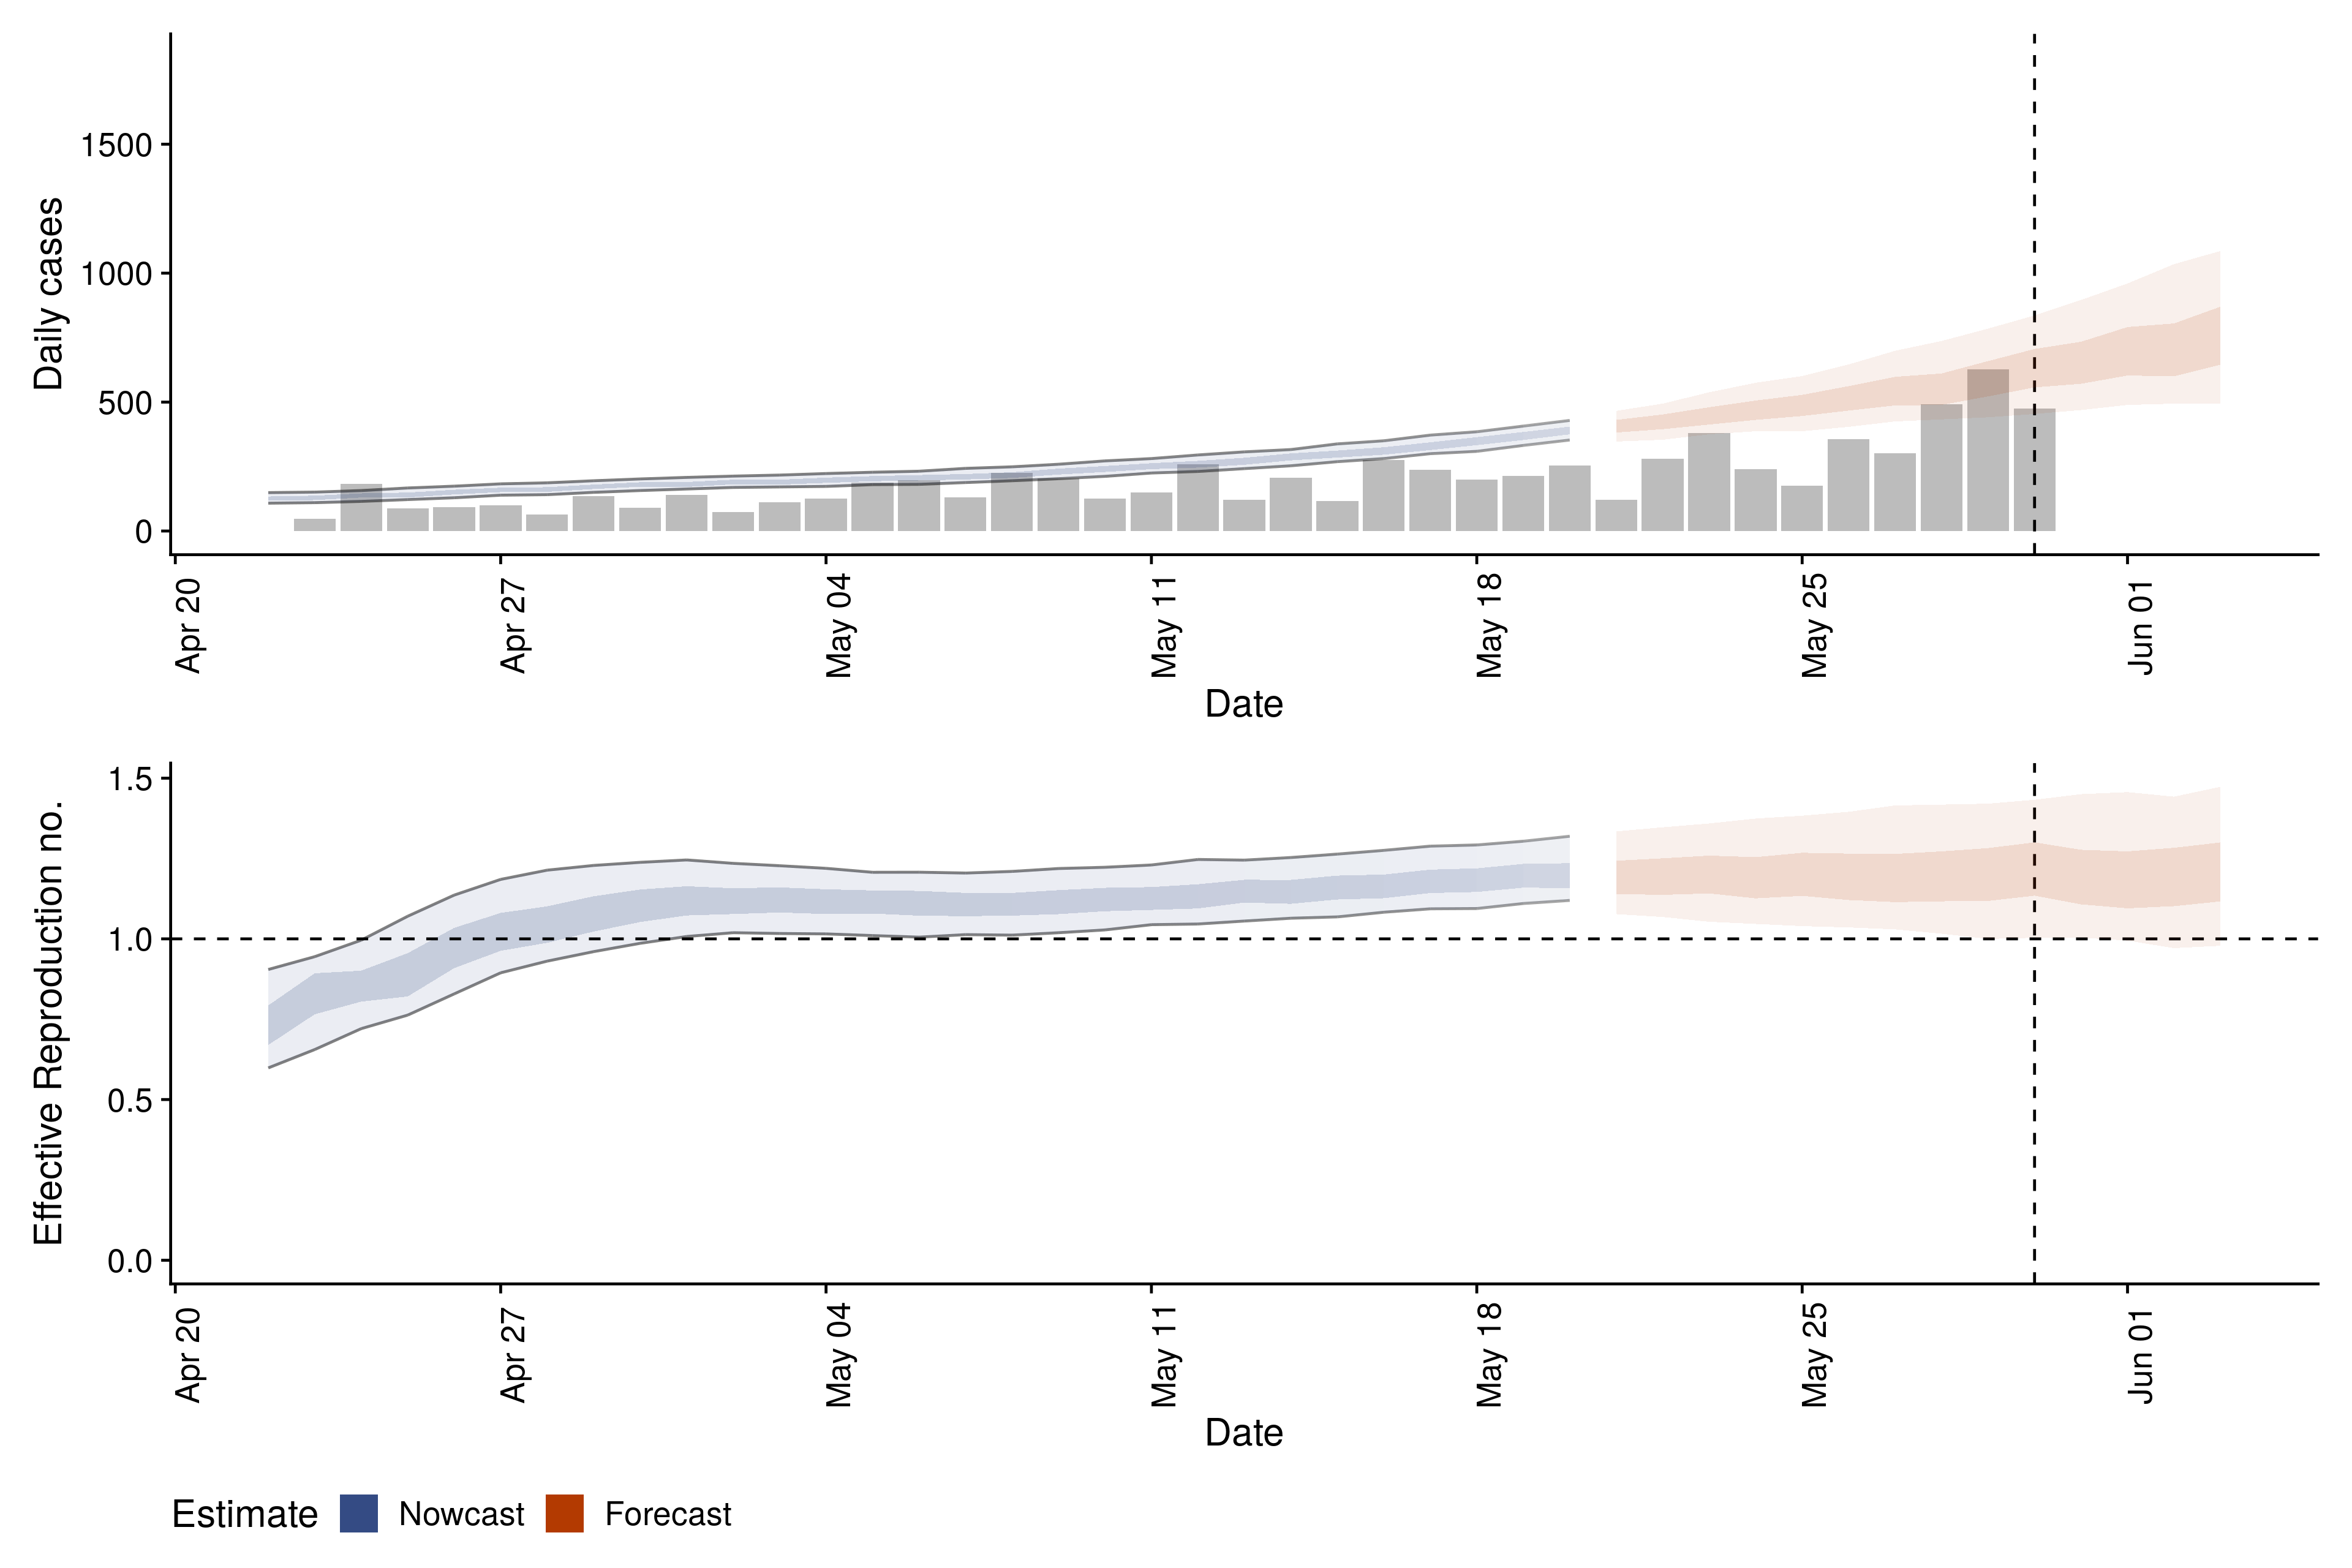 Daily cases
1500
1000
500
0
Apr 20
Apr 27
May 04
May 11
May 18
May 25
Jun 01
Date
Effective Reproduction no.
1.5
1.0
0.5
0.0
Apr 20
Apr 27
May 04
May 11
May 18
May 25
Jun 01
Date
Estimate Nowcast Forecast